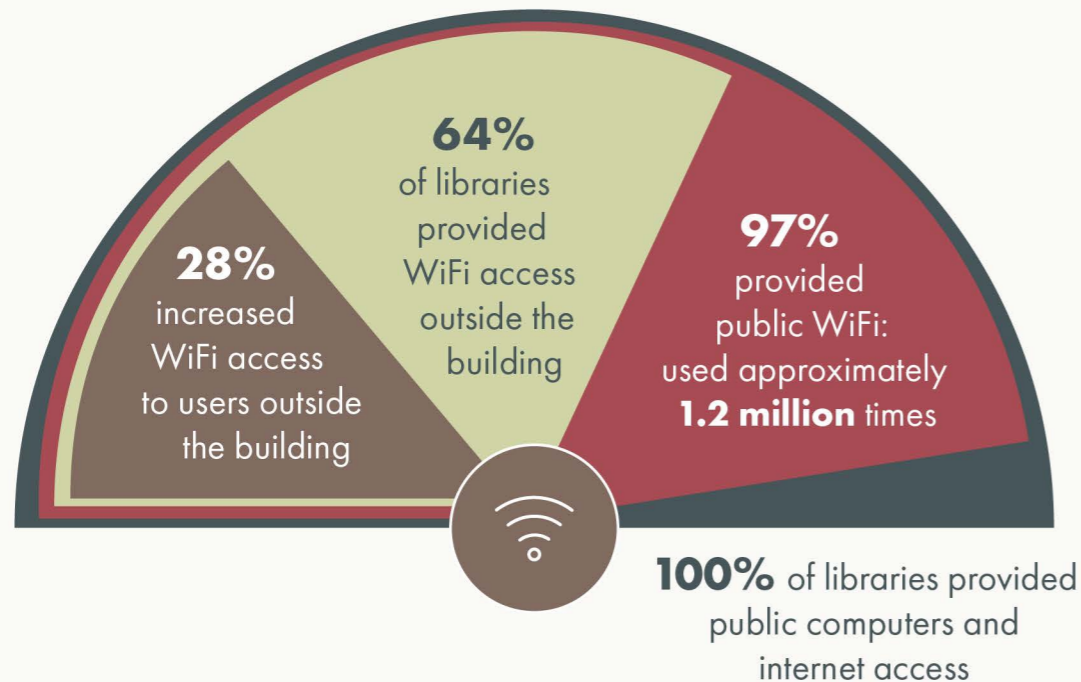 28%
increased
WiFi access
to users outside
the building
64%
of libraries
provided
WiFi access
outside the
building
97%
provided
public WiFi:
used approximately
1.2 million times
100% of libraries provided
public computers and
internet access